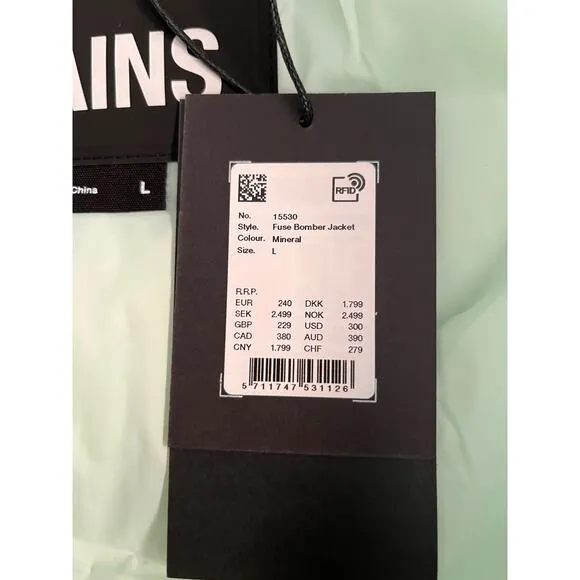 AINS
China
L
RFID
No. 15530
Style. Fuse Bomber Jacket
Colour. Mineral
Size. L
R.R.P.
EUR 240 DKK 1.799
SEK 2.499 NOK 2.499
GBP 229 USD 300
CAD 380 AUD 390
CNY 1.799 CHF 279
5 711747 531126